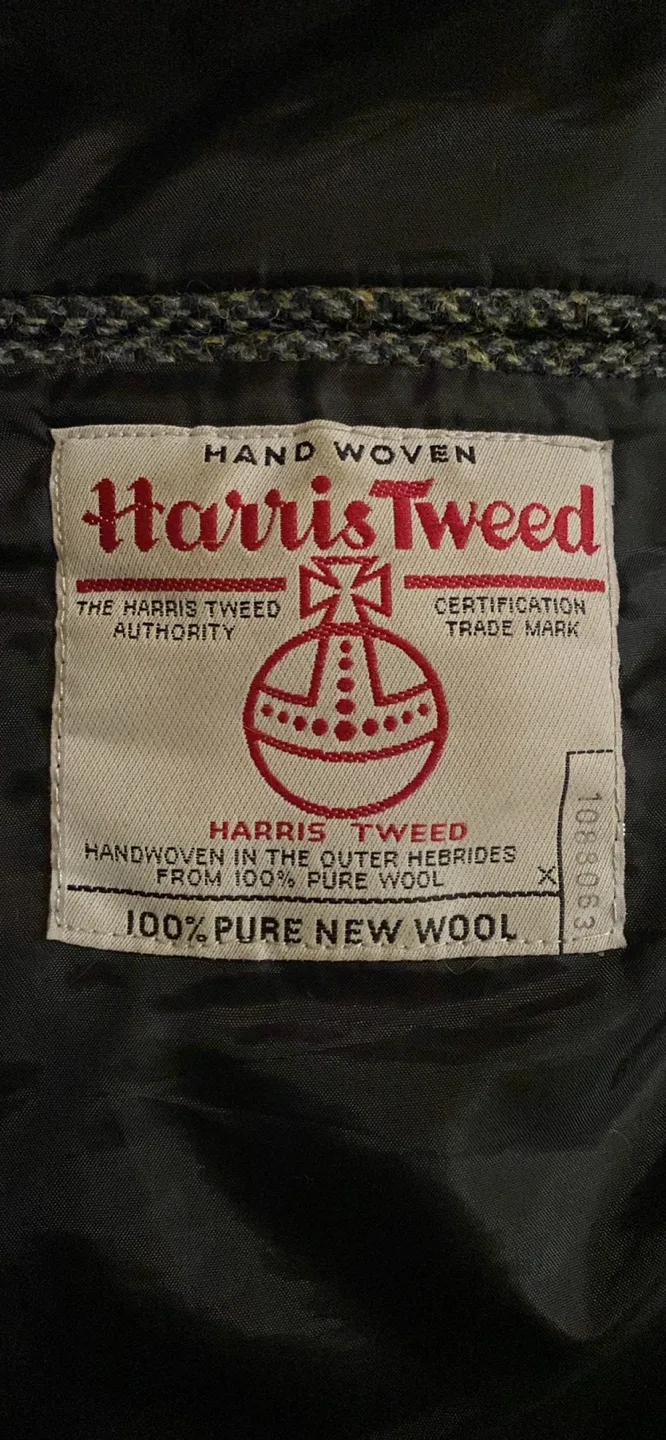 HAND WOVEN
Harris Tweed
THE HARRIS TWEED
AUTHORITY
CERTIFICATION
TRADE MARK
HARRIS TWEED
HANDWOVEN IN THE OUTER HEBRIDES
FROM 100% PURE WOOL
X
1088063
100% PURE NEW WOOL